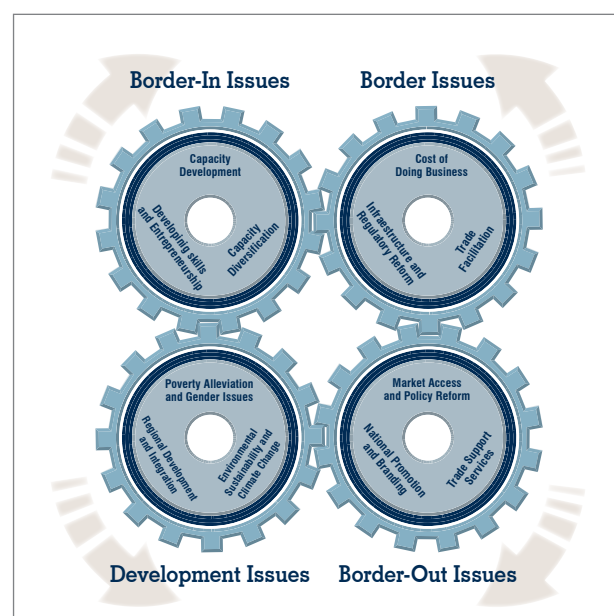 Border-In Issues
Border Issues
Capacity
Development
Developinig skills
and Entrepreneurship
Capacity
Diversification
Cost of
Doing Business
Infraestructure and
Regulatory Reform
Trade
Facilitation
Poverty Alleviation
and Gender Issues
Regional Development
and Integration
Environmental
Sustainability and
Climate Change
Market Access
and Policy Reform
National Promotion
and Branding
Trade Support
Services
Development Issues
Border-Out Issues